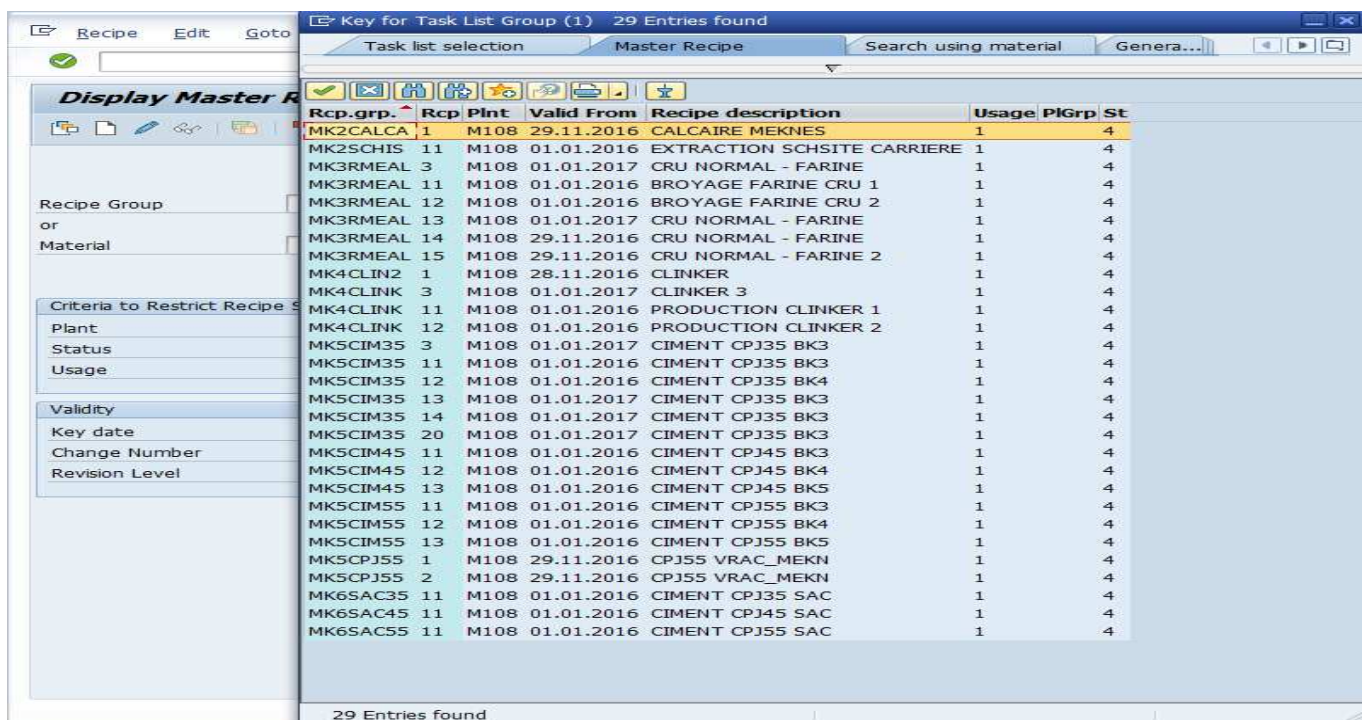 Recipe Edit Goto
Display Master R
Recipe Group
or
Material
Criteria to Restrict Recipe S
Plant
Status
Usage
Validity
Key date
Change Number
Revision Level
Key for Task List Group (1) 29 Entries found
Task list selection Master Recipe Search using material Genera...
Rcp.grp. Rcp Plnt Valid From Recipe description Usage PlGrp St
MK2CALCA 1 M108 29.11.2016 CALCAIRE MEKNES 1 4
MK2SCHIS 11 M108 01.01.2016 EXTRACTION SCHSITE CARRIERE 1 4
MK3RMEAL 3 M108 01.01.2017 CRU NORMAL - FARINE 1 4
MK3RMEAL 11 M108 01.01.2016 BROYAGE FARINE CRU 1 1 4
MK3RMEAL 12 M108 01.01.2016 BROYAGE FARINE CRU 2 1 4
MK3RMEAL 13 M108 01.01.2017 CRU NORMAL - FARINE 1 4
MK3RMEAL 14 M108 29.11.2016 CRU NORMAL - FARINE 1 4
MK3RMEAL 15 M108 29.11.2016 CRU NORMAL - FARINE 2 1 4
MK4CLIN2 1 M108 28.11.2016 CLINKER 1 4
MK4CLINK 3 M108 01.01.2017 CLINKER 3 1 4
MK4CLINK 11 M108 01.01.2016 PRODUCTION CLINKER 1 1 4
MK4CLINK 12 M108 01.01.2016 PRODUCTION CLINKER 2 1 4
MK5CIM35 3 M108 01.01.2017 CIMENT CPJ35 BK3 1 4
MK5CIM35 11 M108 01.01.2016 CIMENT CPJ35 BK3 1 4
MK5CIM35 12 M108 01.01.2016 CIMENT CPJ35 BK4 1 4
MK5CIM35 13 M108 01.01.2017 CIMENT CPJ35 BK3 1 4
MK5CIM35 14 M108 01.01.2017 CIMENT CPJ35 BK3 1 4
MK5CIM35 20 M108 01.01.2017 CIMENT CPJ35 BK3 1 4
MK5CIM45 11 M108 01.01.2016 CIMENT CPJ45 BK3 1 4
MK5CIM45 12 M108 01.01.2016 CIMENT CPJ45 BK4 1 4
MK5CIM45 13 M108 01.01.2016 CIMENT CPJ45 BK5 1 4
MK5CIM55 11 M108 01.01.2016 CIMENT CPJ55 BK3 1 4
MK5CIM55 12 M108 01.01.2016 CIMENT CPJ55 BK4 1 4
MK5CIM55 13 M108 01.01.2016 CIMENT CPJ55 BK5 1 4
MK5CPJ55 1 M108 29.11.2016 CPJ55 VRAC_MEKN 1 4
MK5CPJ55 2 M108 29.11.2016 CPJ55 VRAC_MEKN 1 4
MK6SAC35 11 M108 01.01.2016 CIMENT CPJ35 SAC 1 4
MK6SAC45 11 M108 01.01.2016 CIMENT CPJ45 SAC 1 4
MK6SAC55 11 M108 01.01.2016 CIMENT CPJ55 SAC 1 4
29 Entries found